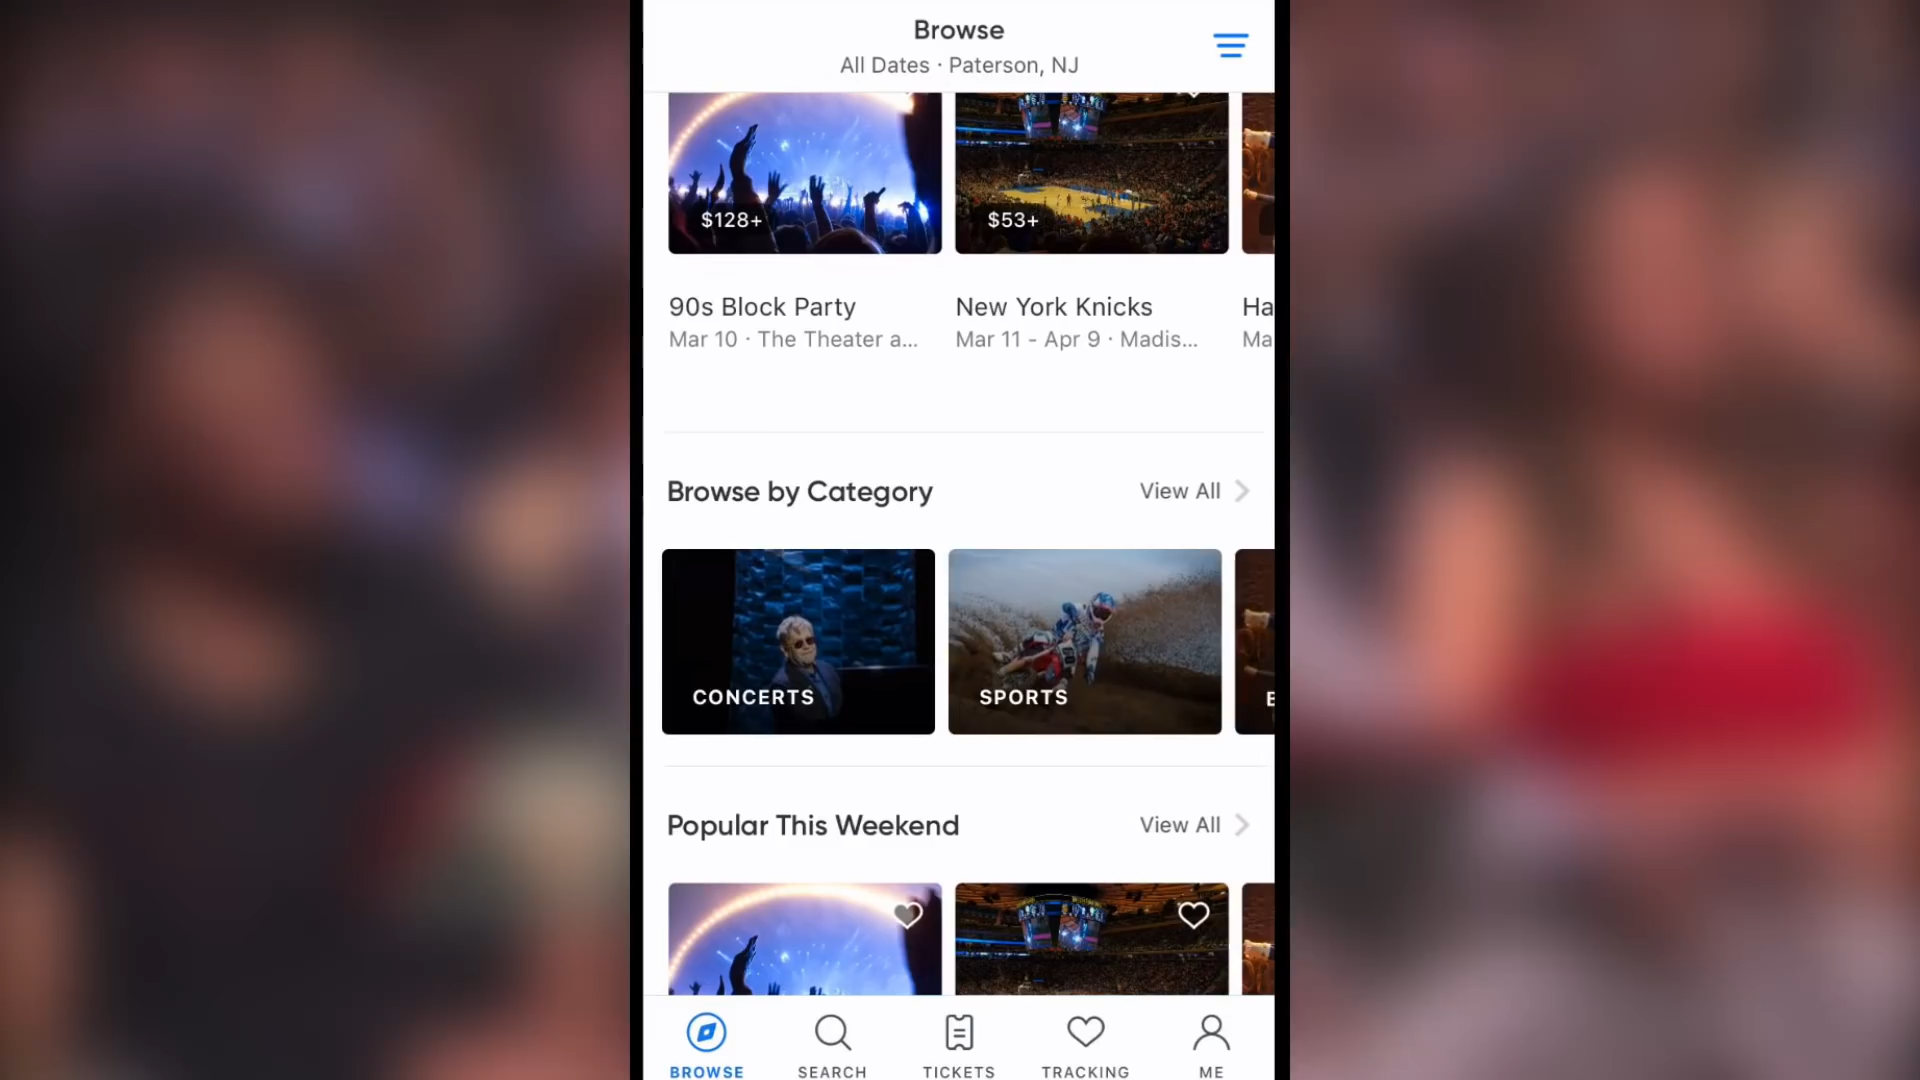 Browse
All Dates · Paterson, NJ
$128+
$53+
90s Block Party
New York Knicks
Ha
Mar 10 · The Theater a...
Mar 11 - Apr 9 · Madis...
Ma
Browse by Category
View All
CONCERTS
SPORTS
Popular This Weekend
View All
BROWSE
SEARCH
TICKETS
TRACKING
ME